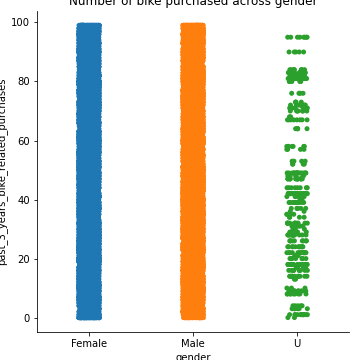 Number of bike purchased across gender
past_3_years_bike_related_purchases
100
80
60
40
20
0
Female Male U
gender